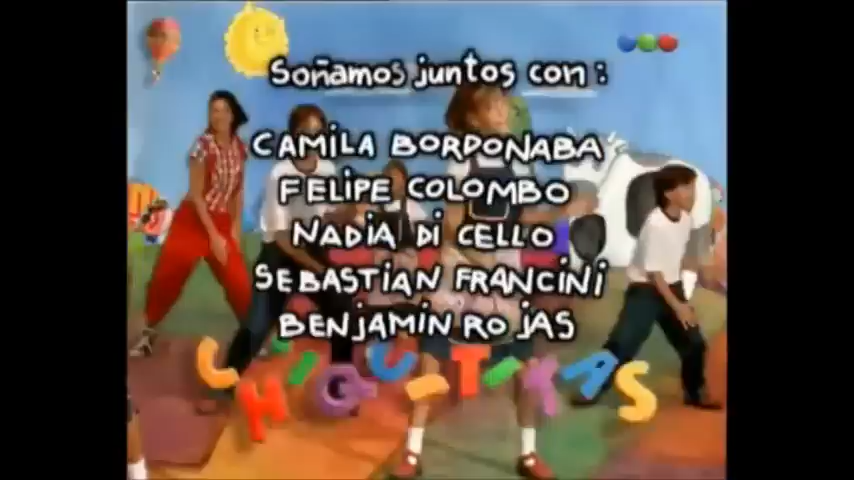 Soñamos juntos con:
CAMILA BORDONABA
FELIPE COLOMBO
NADIA DI CELLO
SEBASTIAN FRANCINI
BENJAMIN ROJAS
CHIQUITITAS